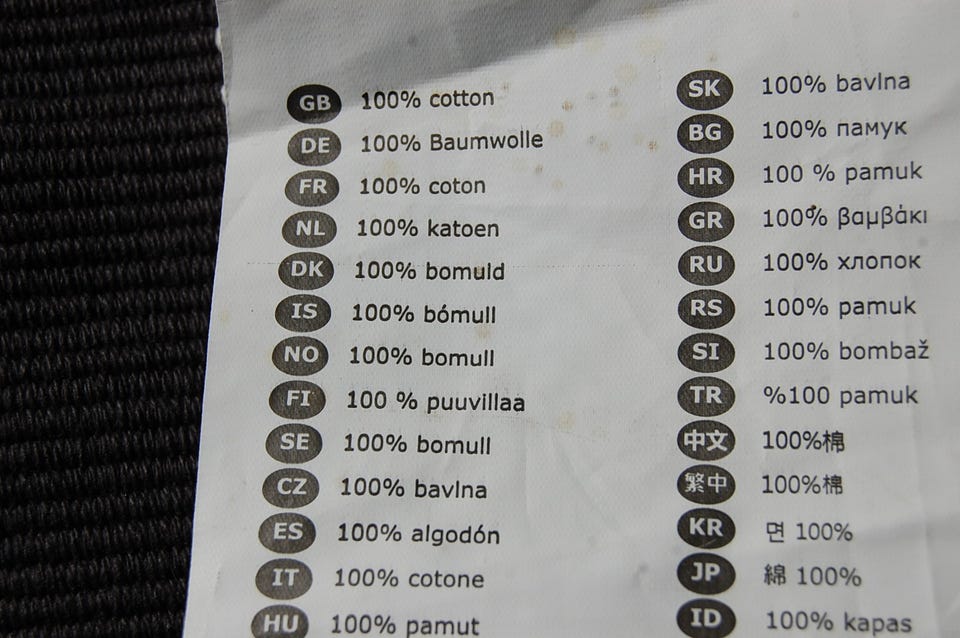 GB 100% cotton
DE 100% Baumwolle
FR 100% coton
NL 100% katoen
DK 100% bomuld
IS 100% bómull
NO 100% bomull
FI 100 % puuvillaa
SE 100% bomull
CZ 100% bavlna
ES 100% algodón
IT 100% cotone
HU 100% pamut
SK 100% bavlna
BG 100% памук
HR 100 % pamuk
GR 100% βαμβάκι
RU 100% хлопок
RS 100% pamuk
SI 100% bombaž
TR %100 pamuk
中文 100%棉
繁中 100%棉
KR 면 100%
JP 綿 100%
ID 100% kapas